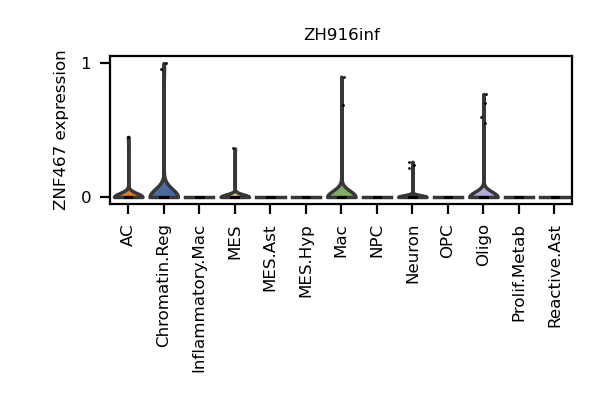 ZH916inf
ZNF467 expression
1
0
AC
Chromatin.Reg
Inflammatory.Mac
MES
MES.Ast
MES.Hyp
Mac
NPC
Neuron
OPC
Oligo
Prolif.Metab
Reactive.Ast